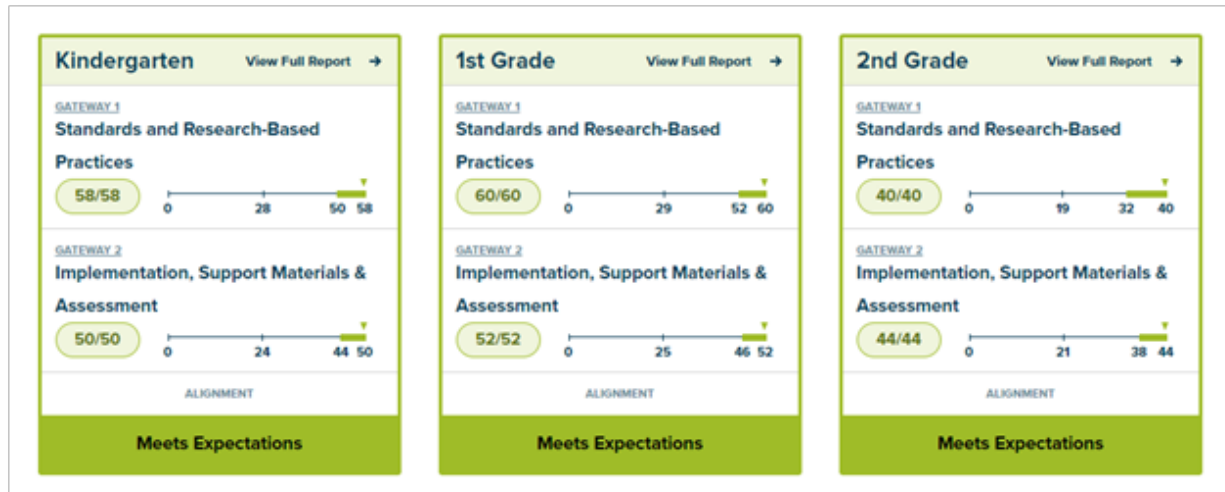 Kindergarten View Full Report →
GATEWAY 1
Standards and Research-Based
Practices
58/58
0 28 50 58
GATEWAY 2
Implementation, Support Materials &
Assessment
50/50
0 24 44 50
ALIGNMENT
Meets Expectations
1st Grade View Full Report →
GATEWAY 1
Standards and Research-Based
Practices
60/60
0 29 52 60
GATEWAY 2
Implementation, Support Materials &
Assessment
52/52
0 25 46 52
ALIGNMENT
Meets Expectations
2nd Grade View Full Report →
GATEWAY 1
Standards and Research-Based
Practices
40/40
0 19 32 40
GATEWAY 2
Implementation, Support Materials &
Assessment
44/44
0 21 38 44
ALIGNMENT
Meets Expectations